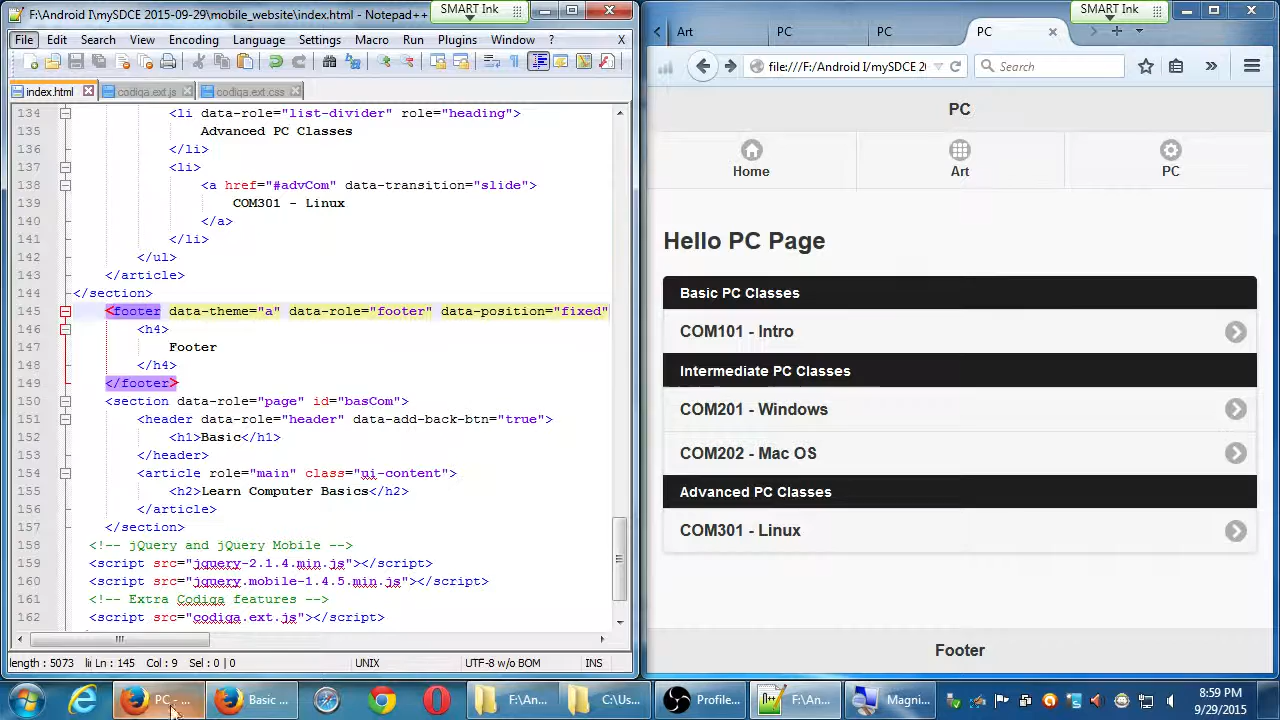 F:\Android I\mySDCE 2015-09-29\mobile_website\index.html - Notepad++
SMART Ink
File Edit Search View Encoding Language Settings Macro Run Plugins Window ? X
index.html codiqa.ext.js codiqa.ext.css
134 <li data-role="list-divider" role="heading">
135 Advanced PC Classes
136 </li>
137 <li>
138 <a href="#advCom" data-transition="slide">
139 COM301 - Linux
140 </a>
141 </li>
142 </ul>
143 </article>
144 </section>
145 <footer data-theme="a" data-role="footer" data-position="fixed"
146 <h4>
147 Footer
148 </h4>
149 </footer>
150 <section data-role="page" id="basCom">
151 <header data-role="header" data-add-back-btn="true">
152 <h1>Basic</h1>
153 </header>
154 <article role="main" class="ui-content">
155 <h2>Learn Computer Basics</h2>
156 </article>
157 </section>
158 <!-- jQuery and jQuery Mobile -->
159 <script src="jquery-2.1.4.min.js"></script>
160 <script src="jquery.mobile-1.4.5.min.js"></script>
161 <!-- Extra Codiqa features -->
162 <script src="codiqa.ext.js"></script>
length : 5073 li Ln : 145 Col : 9 Sel : 0 | 0 UNIX UTF-8 w/o BOM INS
SMART Ink
Art PC PC PC
file:///F:/Android I/mySDCE 20 Search
PC
Home Art PC
Hello PC Page
Basic PC Classes
COM101 - Intro
Intermediate PC Classes
COM201 - Windows
COM202 - Mac OS
Advanced PC Classes
COM301 - Linux
Footer
PC - ... Basic ... F:\An... C:\Us... Profile... F:\An... Magni...
8:59 PM
9/29/2015